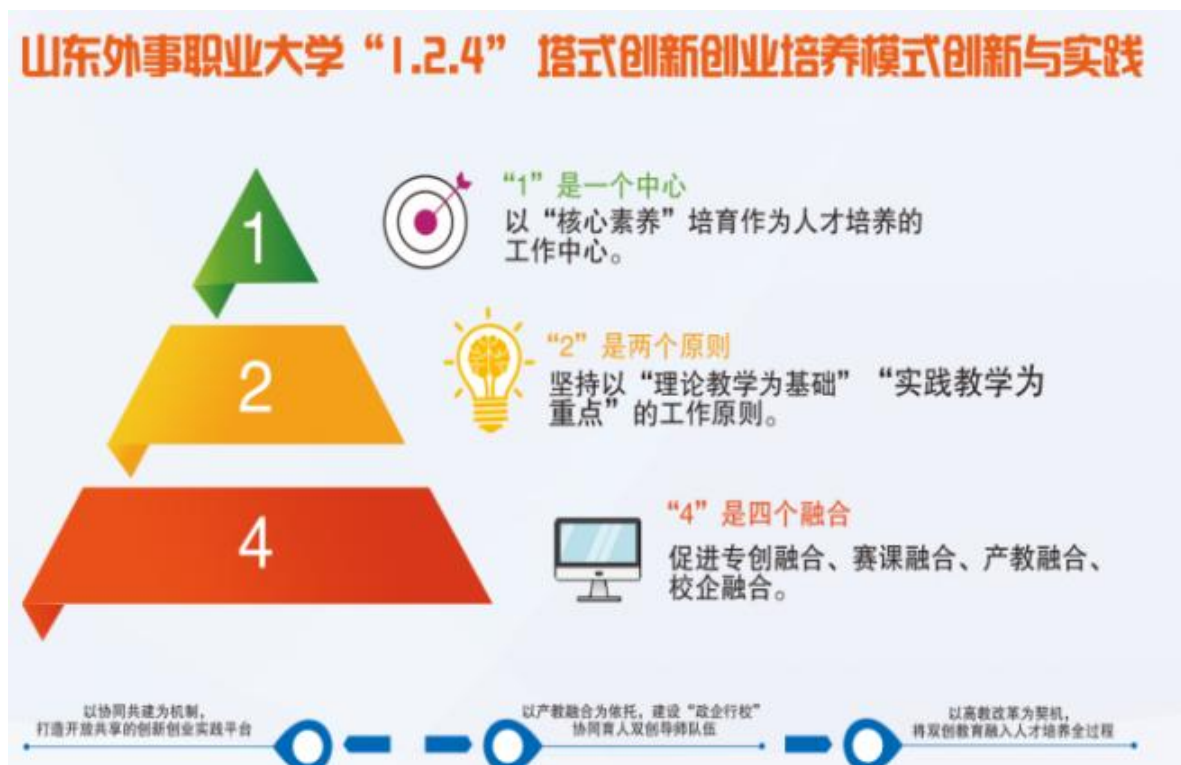 山东外事职业大学“1.2.4” 塔式创新创业培养模式创新与实践
1
“1”是一个中心
以“核心素养”培育作为人才培养的
工作中心。
2
“2”是两个原则
坚持以“理论教学为基础”“实践教学为
重点”的工作原则。
4
“4”是四个融合
促进专创融合、赛课融合、产教融合、
校企融合。
以协同共建为机制，
打造开放共享的创新创业实践平台
以产教融合为依托，建设“政企行校”
协同育人双创导师队伍
以高教改革为契机，
将双创教育融入人才培养全过程